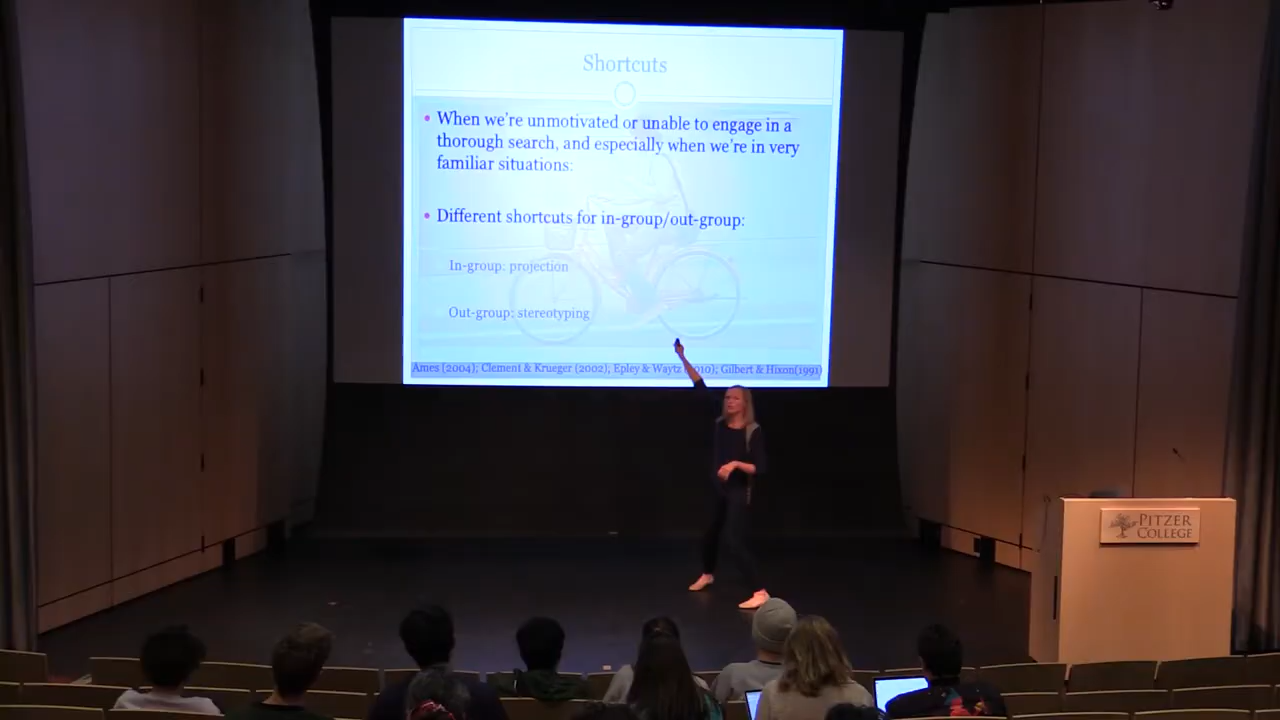 Shortcuts
When we're unmotivated or unable to engage in a
thorough search, and especially when we're in very
familiar situations:
Different shortcuts for in-group/out-group:
In-group: projection
Out-group: stereotyping
Ames (2004); Clement & Krueger (2002); Epley & Waytz (2010); Gilbert & Hixon(1991)
PITZER
COLLEGE